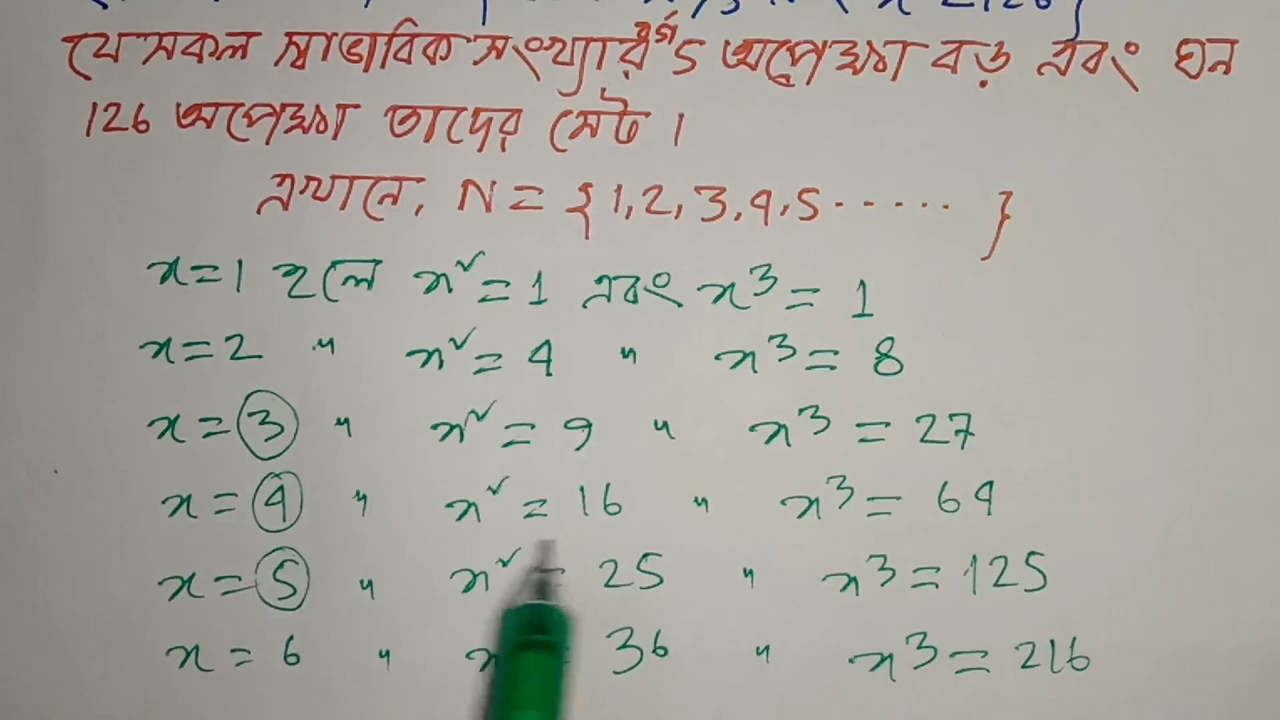 যেসকল স্বাভাবিক সংখ্যার বর্গ 5 অপেক্ষা বড় এবং ঘন
126 অপেক্ষা তাদের সেট।
এখানে, N = {1,2,3,4,5......}
x=1 হলে x²=1 এবং x³=1
x=2 " x²=4 " x³=8
x=3 " x²=9 " x³=27
x=4 " x²=16 " x³=64
x=5 " x²=25 " x³=125
x=6 " 36 " x³=216